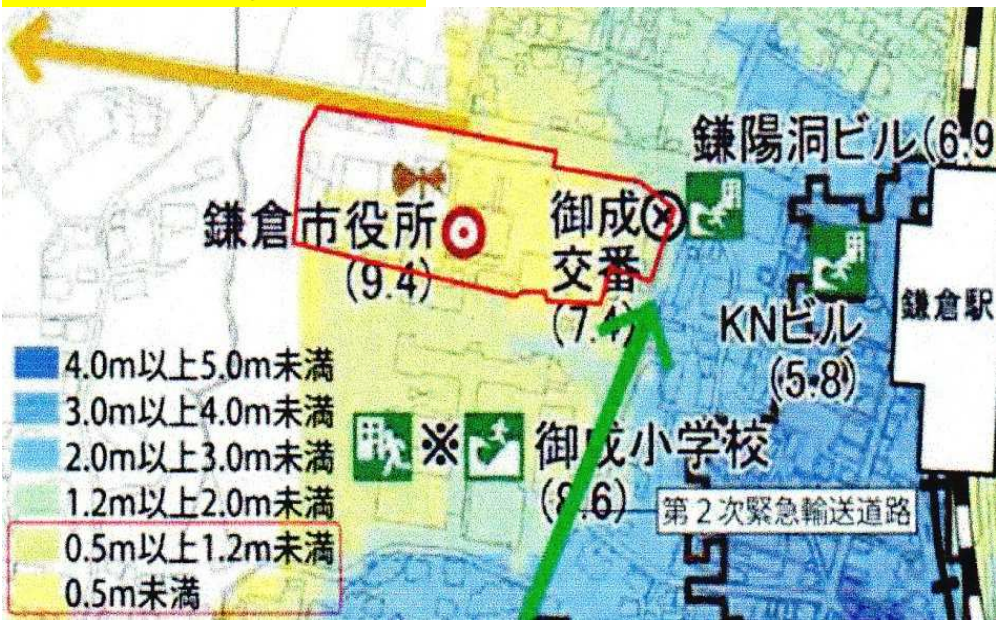 鎌陽洞ビル(6.9
鎌倉市役所
(9.4)
御成
交番
(7.4)
KNビル
(5.8)
鎌倉駅
4.0m以上5.0m未満
3.0m以上4.0m未満
2.0m以上3.0m未満
1.2m以上2.0m未満
0.5m以上1.2m未満
0.5m未満
※
御成小学校
(8.6)
第2次緊急輸送道路